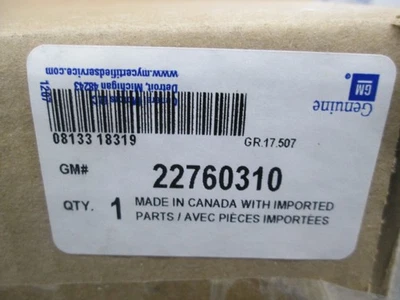 Genuine
GM
www.mycertifiedservice.com
Detroit, Michigan 48243
1267
08133 18319
GR.17.507
GM#
22760310
QTY. 1
MADE IN CANADA WITH IMPORTED
PARTS / AVEC PIÈCES IMPORTÉES